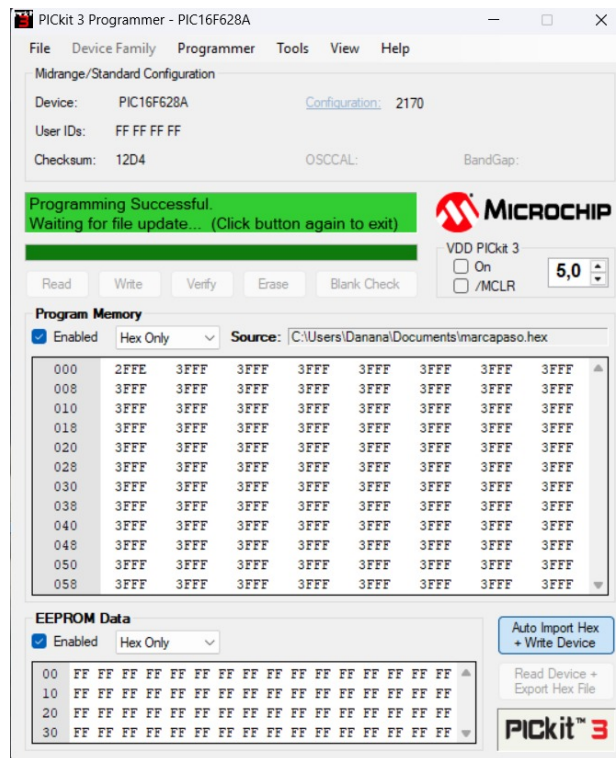 PICkit 3 Programmer - PIC16F628A
File Device Family Programmer Tools View Help
Midrange/Standard Configuration
Device: PIC16F628A Configuration: 2170
User IDs: FF FF FF FF
Checksum: 12D4 OSCCAL: BandGap:
Programming Successful.
Waiting for file update... (Click button again to exit)
MICROCHIP
VDD PICkit 3
On
/MCLR
5,0
Read Write Verify Erase Blank Check
Program Memory
Enabled Hex Only Source: C:\Users\Danana\Documents\marcapaso.hex
000 2FFE 3FFF 3FFF 3FFF 3FFF 3FFF 3FFF 3FFF
008 3FFF 3FFF 3FFF 3FFF 3FFF 3FFF 3FFF 3FFF
010 3FFF 3FFF 3FFF 3FFF 3FFF 3FFF 3FFF 3FFF
018 3FFF 3FFF 3FFF 3FFF 3FFF 3FFF 3FFF 3FFF
020 3FFF 3FFF 3FFF 3FFF 3FFF 3FFF 3FFF 3FFF
028 3FFF 3FFF 3FFF 3FFF 3FFF 3FFF 3FFF 3FFF
030 3FFF 3FFF 3FFF 3FFF 3FFF 3FFF 3FFF 3FFF
038 3FFF 3FFF 3FFF 3FFF 3FFF 3FFF 3FFF 3FFF
040 3FFF 3FFF 3FFF 3FFF 3FFF 3FFF 3FFF 3FFF
048 3FFF 3FFF 3FFF 3FFF 3FFF 3FFF 3FFF 3FFF
050 3FFF 3FFF 3FFF 3FFF 3FFF 3FFF 3FFF 3FFF
058 3FFF 3FFF 3FFF 3FFF 3FFF 3FFF 3FFF 3FFF
EEPROM Data
Enabled Hex Only
00 FF FF FF FF FF FF FF FF FF FF FF FF FF FF FF FF
10 FF FF FF FF FF FF FF FF FF FF FF FF FF FF FF FF
20 FF FF FF FF FF FF FF FF FF FF FF FF FF FF FF FF
30 FF FF FF FF FF FF FF FF FF FF FF FF FF FF FF FF
Auto Import Hex
+ Write Device
Read Device +
Export Hex File
PICkit™ 3